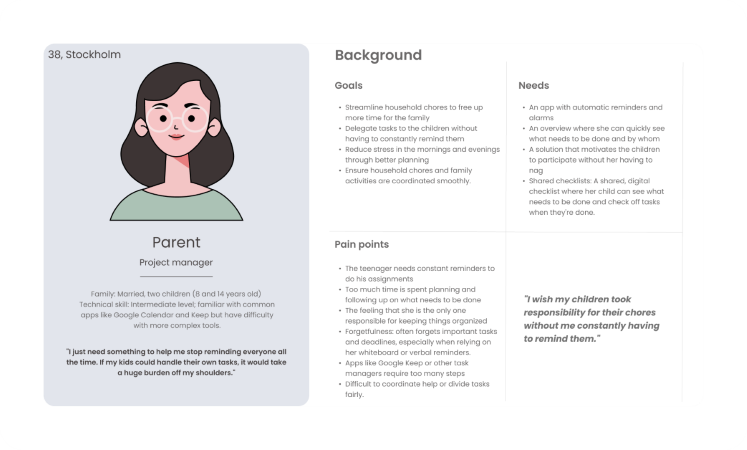 38, Stockholm
Parent
Project manager
Family: Married, two children (8 and 14 years old)
Technical skill: Intermediate level; familiar with common
apps like Google Calendar and Keep but have difficulty
with more complex tools.
"I just need something to help me stop reminding everyone all
the time. If my kids could handle their own tasks, it would take
a huge burden off my shoulders."
Background
Goals
• Streamline household chores to free up
more time for the family
• Delegate tasks to the children without
having to constantly remind them
• Reduce stress in the mornings and evenings
through better planning
• Ensure household chores and family
activities are coordinated smoothly.
Needs
• An app with automatic reminders and
alarms
• An overview where she can quickly see
what needs to be done and by whom
• A solution that motivates the children
to participate without her having to
nag
• Shared checklists: A shared, digital
checklist where her child can see what
needs to be done and check off tasks
when they're done.
Pain points
• The teenager needs constant reminders to
do his assignments
• Too much time is spent planning and
following up on what needs to be done
• The feeling that she is the only one
responsible for keeping things organized
• Forgetfulness: often forgets important tasks
and deadlines, especially when relying on
her whiteboard or verbal reminders.
• Apps like Google Keep or other task
managers require too many steps
• Difficult to coordinate help or divide tasks
fairly.
"I wish my children took
responsibility for their chores
without me constantly having
to remind them."